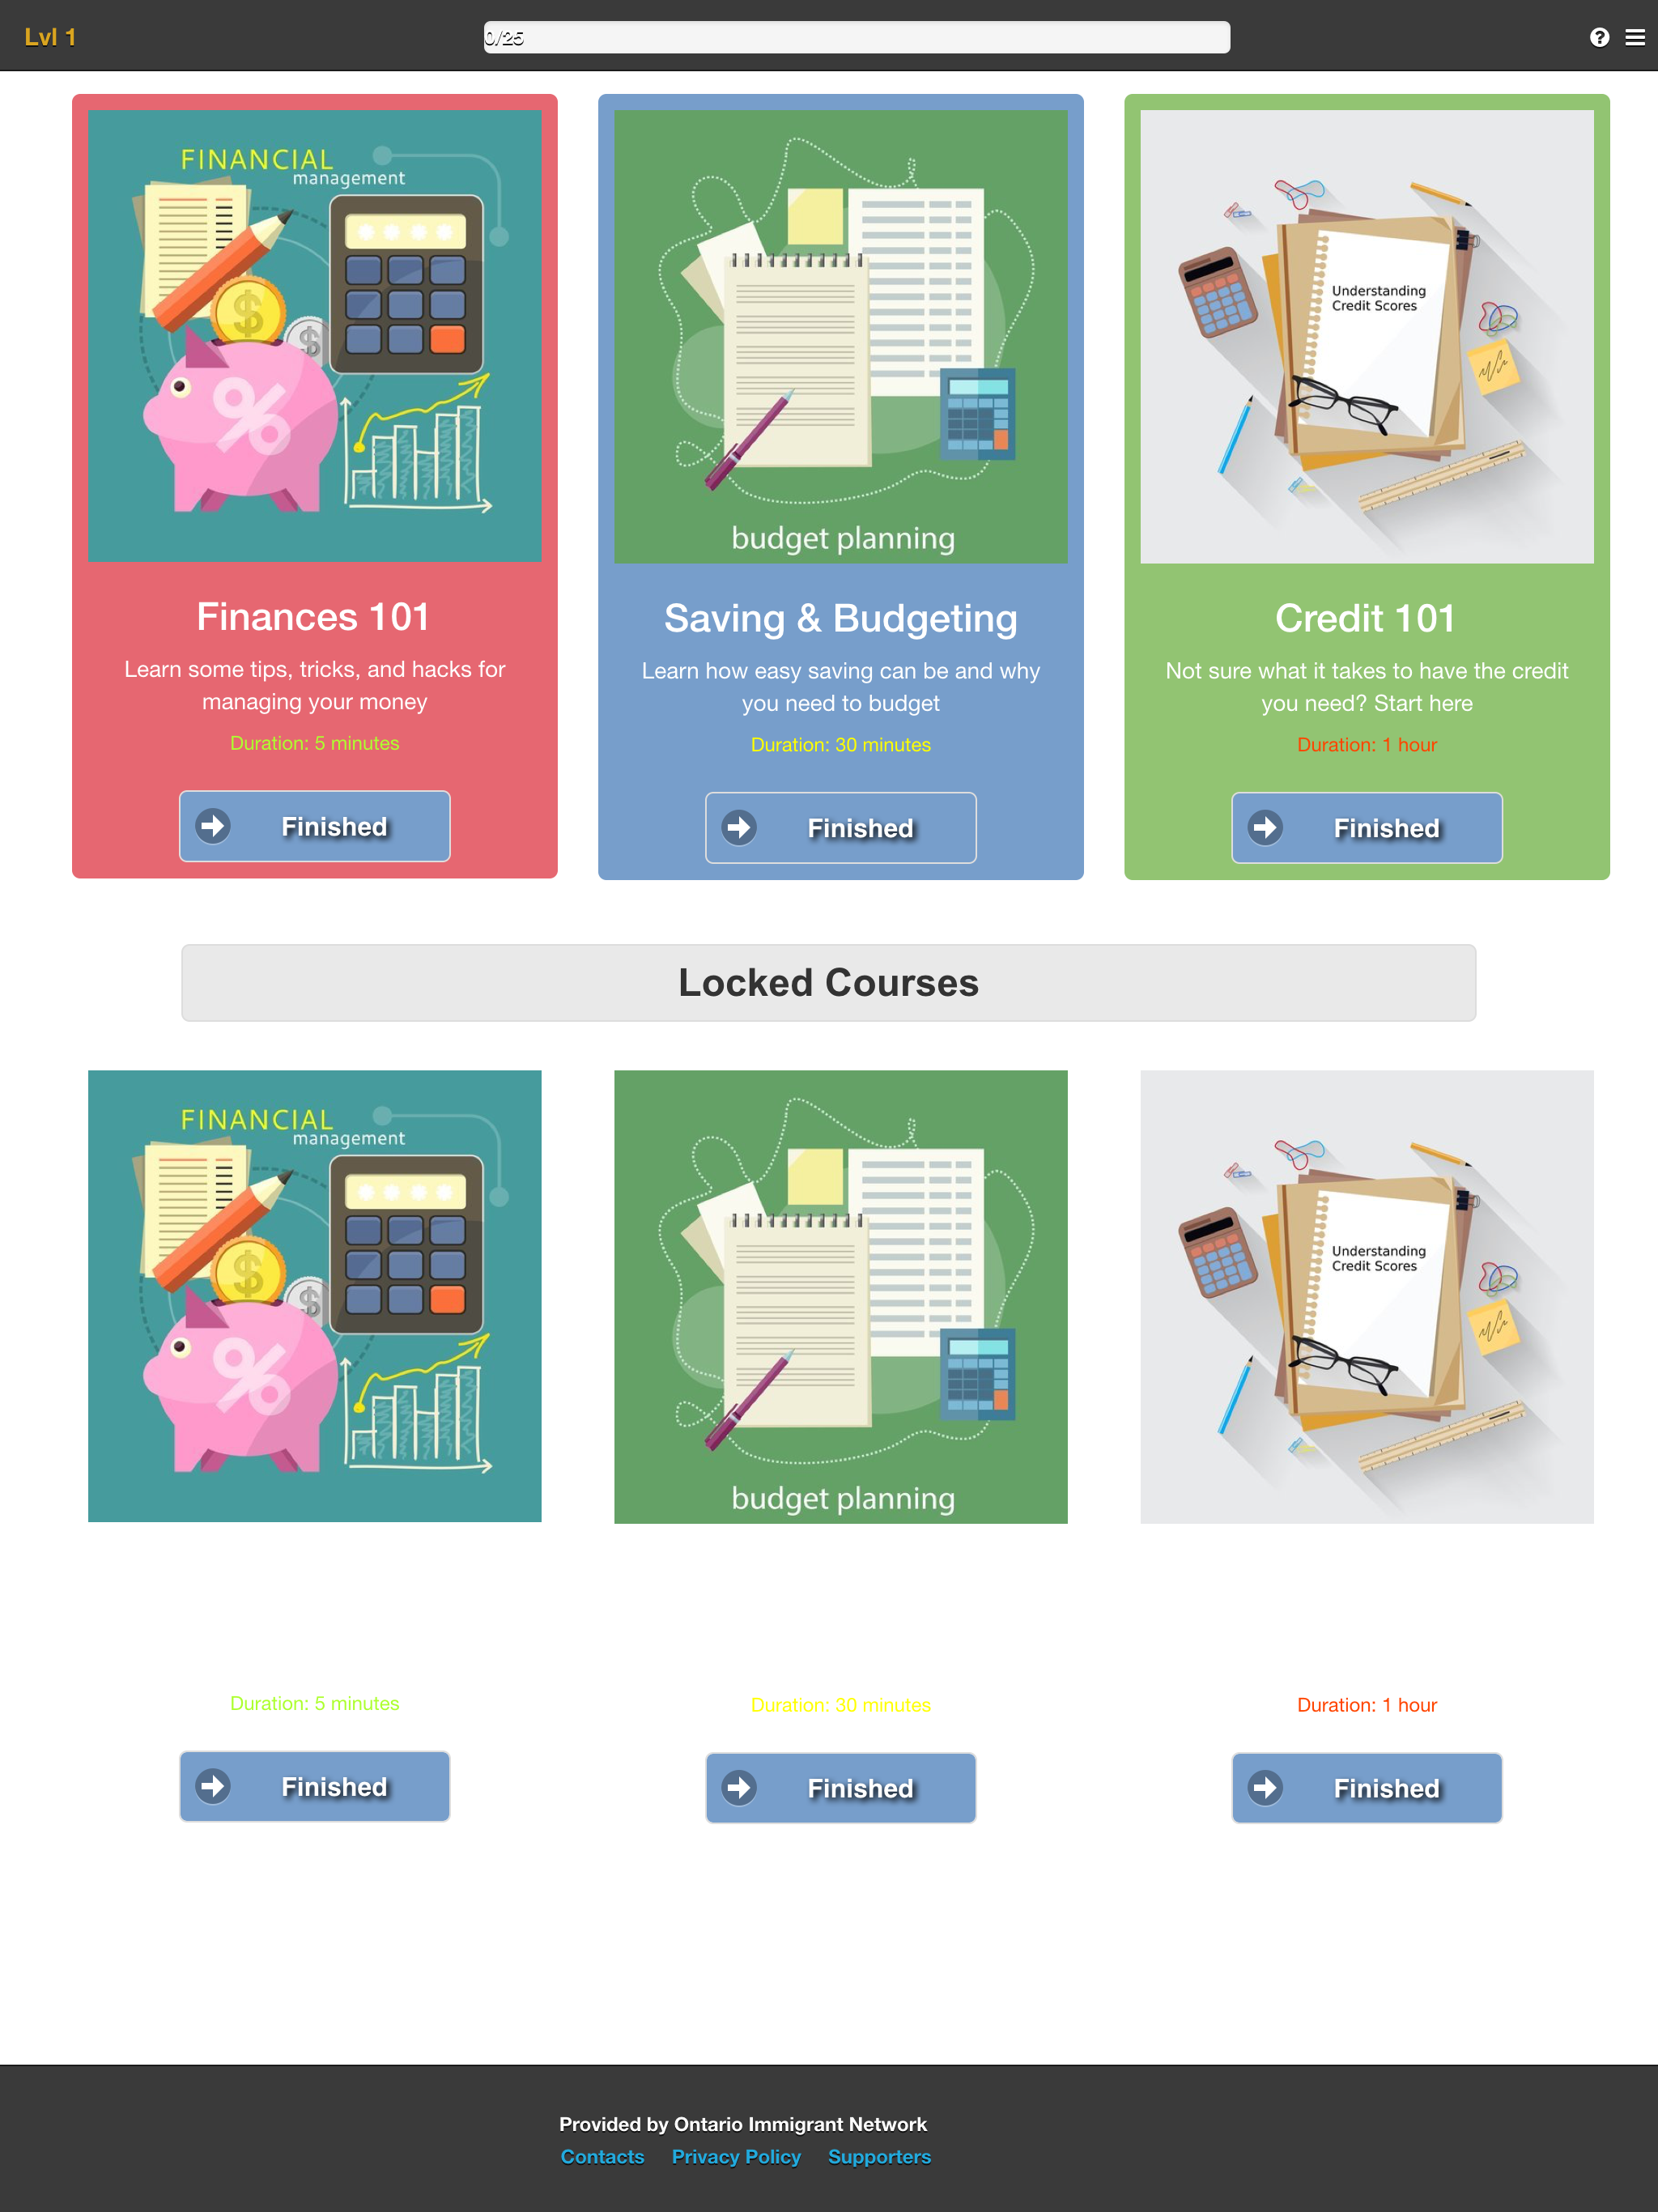 Lvl 1
0/25
FINANCIAL
management
budget planning
Understanding
Credit Scores
Finances 101
Learn some tips, tricks, and hacks for
managing your money
Duration: 5 minutes
Finished
Saving & Budgeting
Learn how easy saving can be and why
you need to budget
Duration: 30 minutes
Finished
Credit 101
Not sure what it takes to have the credit
you need? Start here
Duration: 1 hour
Finished
Locked Courses
FINANCIAL
management
budget planning
Understanding
Credit Scores
Duration: 5 minutes
Finished
Duration: 30 minutes
Finished
Duration: 1 hour
Finished
Provided by Ontario Immigrant Network
Contacts Privacy Policy Supporters